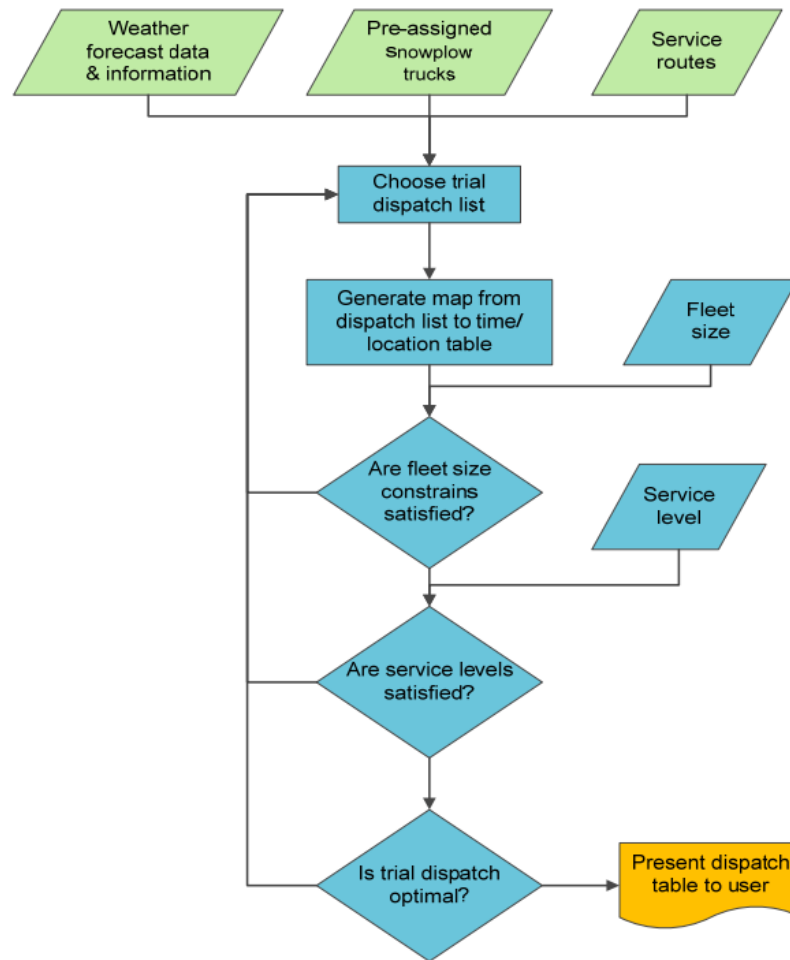 Weather
forecast data
& information
Pre-assigned
snowplow
trucks
Service
routes
Choose trial
dispatch list
Generate map from
dispatch list to time/
location table
Fleet
size
Are fleet size
constrains
satisfied?
Service
level
Are service levels
satisfied?
Is trial dispatch
optimal?
Present dispatch
table to user